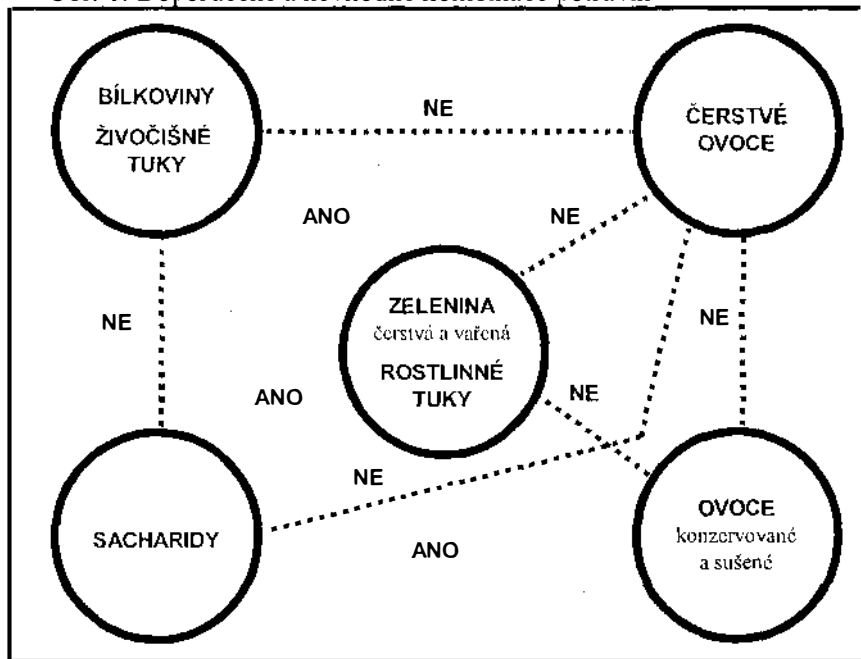 BÍLKOVINY
ŽIVOČIŠNÉ
TUKY
NE
ČERSTVÉ
OVOCE
ANO
NE
NE
ZELENINA
čerstvá a vařená
ROSTLINNÉ
TUKY
NE
ANO
NE
NE
SACHARIDY
ANO
OVOCE
konzervované
a sušené